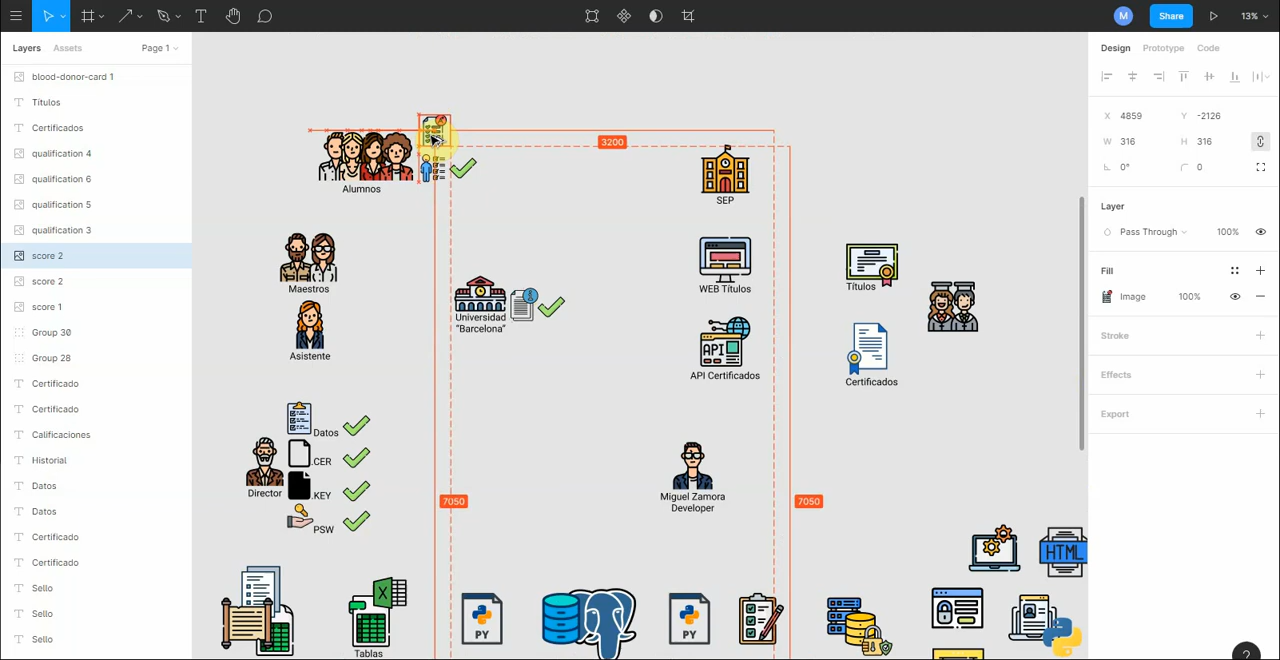 M
Share
13%
Layers
Assets
Page 1
Design
Prototype
Code
blood-donor-card 1
Títulos
Certificados
qualification 4
qualification 6
qualification 5
qualification 3
score 2
score 2
score 1
Group 30
Group 28
Certificado
Certificado
Calificaciones
Historial
Datos
Datos
Certificado
Certificado
Sello
Sello
Sello
3200
Alumnos
SEP
Maestros
WEB Títulos
Títulos
Universidad
"Barcelona"
Asistente
API
API Certificados
Certificados
Datos
.CER
Director
.KEY
PSW
7050
7050
Miguel Zamora
Developer
HTML
X
Tablas
PY
PY
X 4859
Y -2126
W 316
H 316
0°
0
Layer
Pass Through
100%
Fill
Image
100%
Stroke
Effects
Export
?